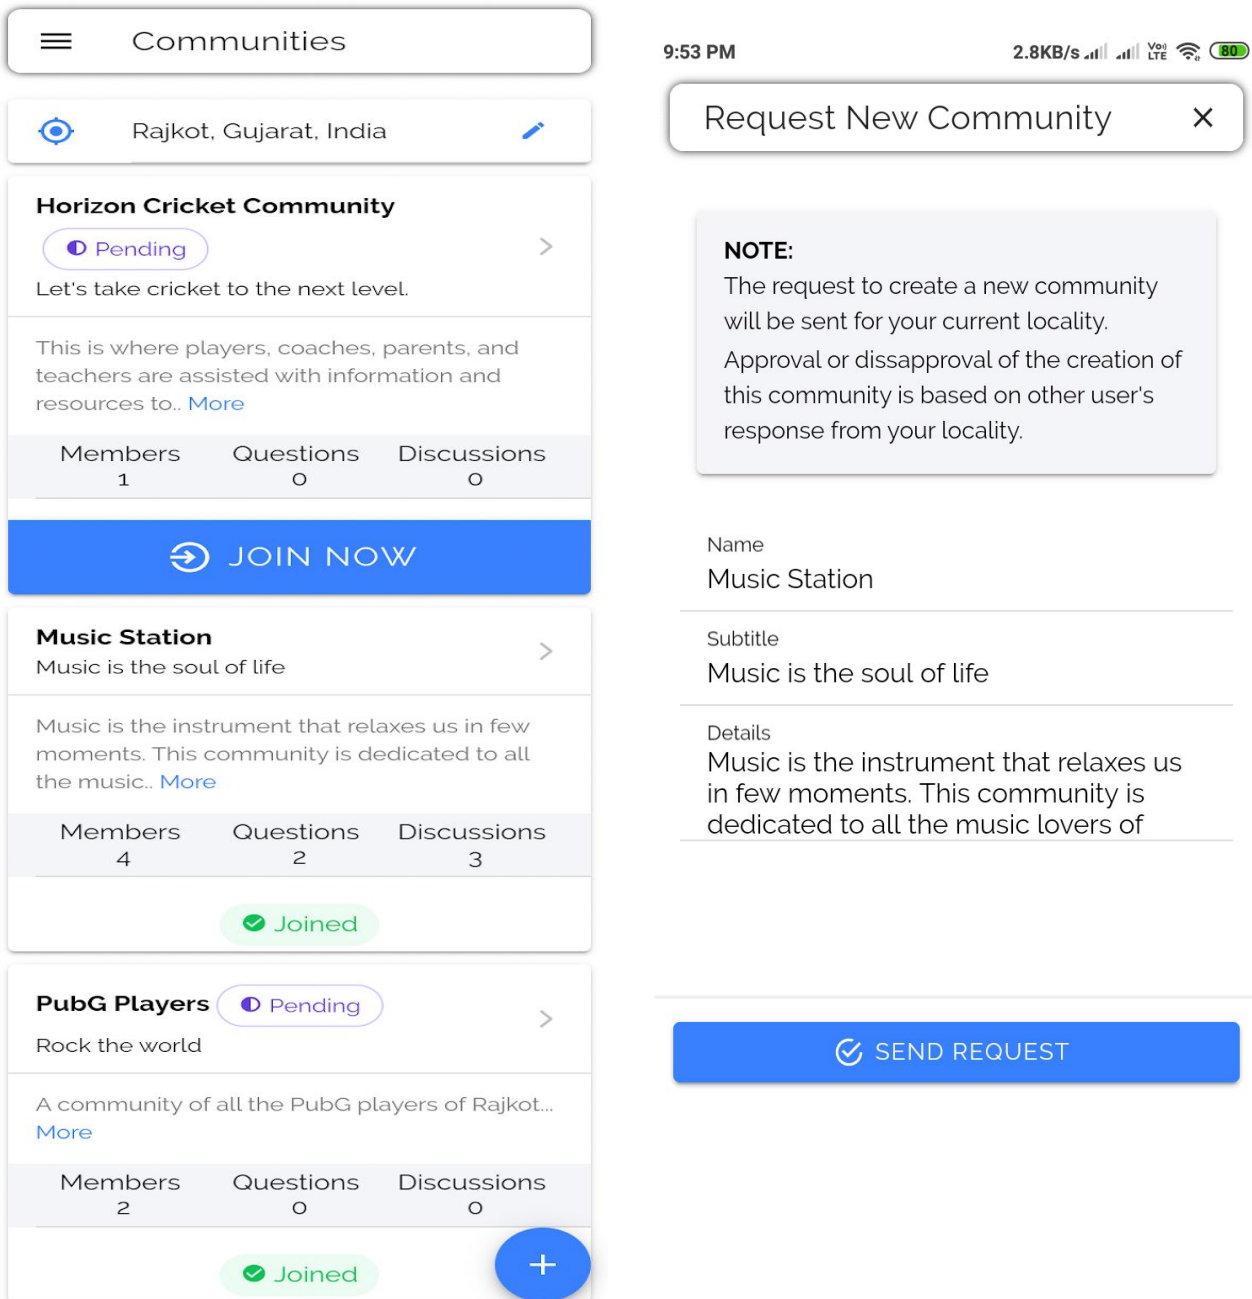 Communities
Rajkot, Gujarat, India
Horizon Cricket Community
Pending
Let's take cricket to the next level.
This is where players, coaches, parents, and
teachers are assisted with information and
resources to.. More
Members Questions Discussions
1 0 0
JOIN NOW
Music Station
Music is the soul of life
Music is the instrument that relaxes us in few
moments. This community is dedicated to all
the music.. More
Members Questions Discussions
4 2 3
Joined
PubG Players Pending
Rock the world
A community of all the PubG players of Rajkot...
More
Members Questions Discussions
2 0 0
Joined
9:53 PM 2.8KB/s Vo)) LTE 80
Request New Community
NOTE:
The request to create a new community
will be sent for your current locality.
Approval or dissapproval of the creation of
this community is based on other user's
response from your locality.
Name
Music Station
Subtitle
Music is the soul of life
Details
Music is the instrument that relaxes us
in few moments. This community is
dedicated to all the music lovers of
SEND REQUEST